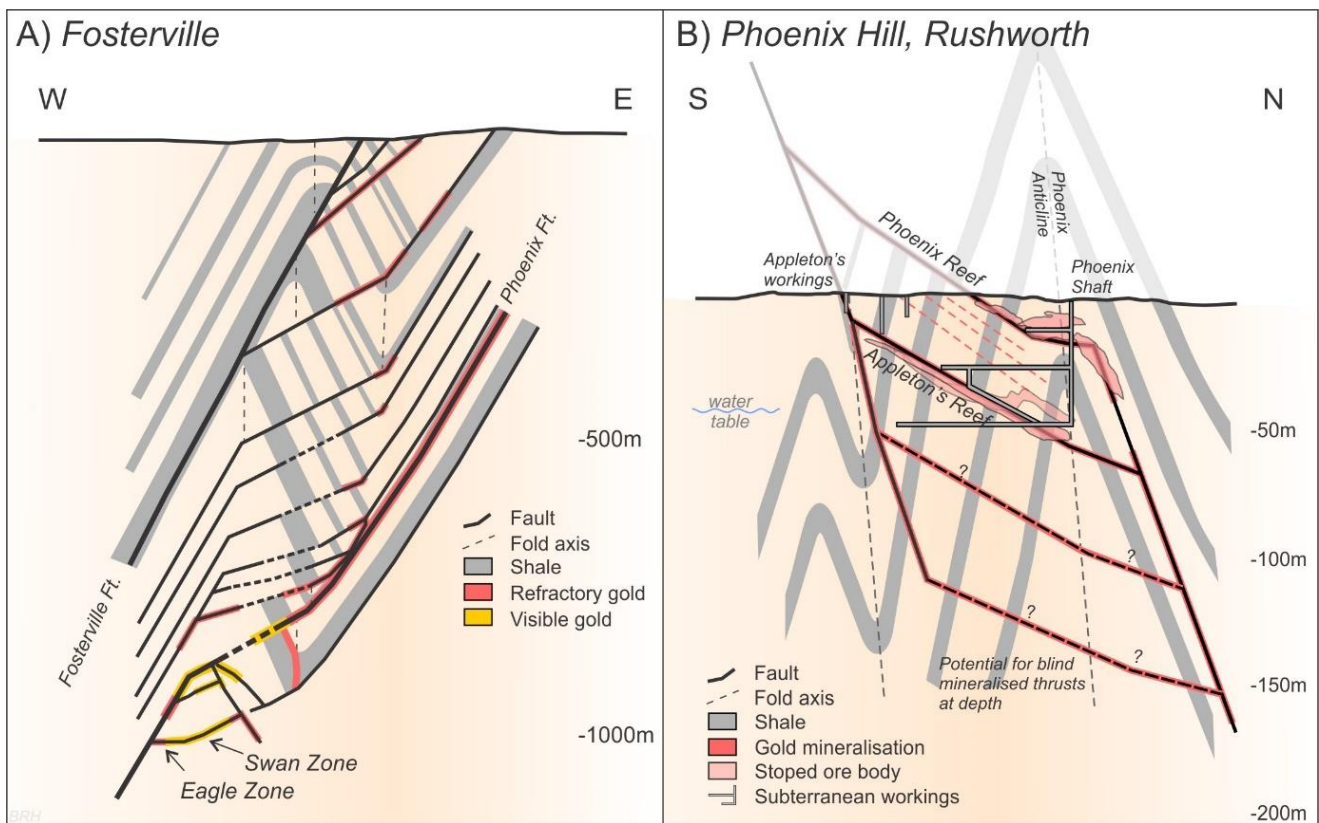 A) Fosterville
W
E
Phoenix Ft.
-500m
Fault
Fold axis
Shale
Refractory gold
Visible gold
Fosterville Ft.
-1000m
Swan Zone
Eagle Zone
BRH
B) Phoenix Hill, Rushworth
S
N
Phoenix
Anticline
Phoenix Reef
Appleton's
workings
Phoenix
Shaft
Appleton's Reef
water
table
-50m
?
?
-100m
?
?
Potential for blind
mineralised thrusts
at depth
-150m
Fault
Fold axis
Shale
Gold mineralisation
Stoped ore body
Subterranean workings
-200m